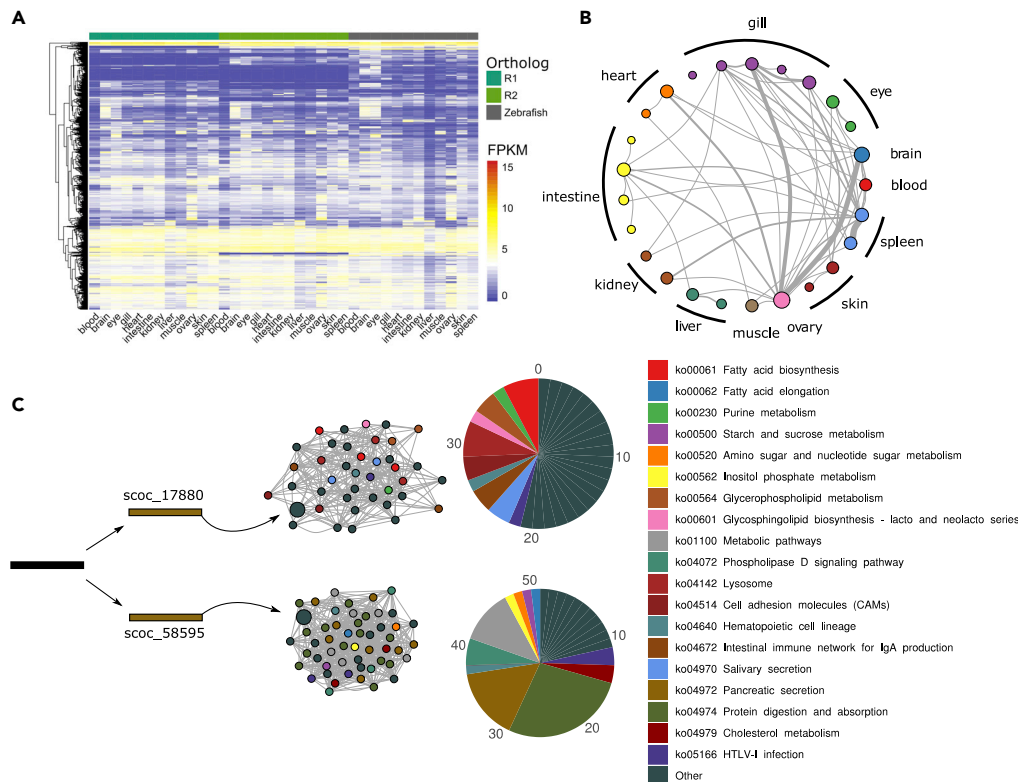 A
Ortholog
R1
R2
Zebrafish
FPKM
15
10
5
0
blood
brain
eye
gill
heart
intestine
kidney
liver
muscle
ovary
skin
spleen
blood
brain
eye
gill
Heart
intestine
kidney
liver
muscle
ovary
skin
spleen
blood
brain
eye
gill
heart
intestine
kidney
liver
muscle
ovary
skin
spleen
B
gill
heart
eye
brain
blood
intestine
spleen
kidney
skin
liver
muscle
ovary
C
scoc_17880
scoc_58595
0
10
20
30
50
10
20
30
40
ko00061 Fatty acid biosynthesis
ko00062 Fatty acid elongation
ko00230 Purine metabolism
ko00500 Starch and sucrose metabolism
ko00520 Amino sugar and nucleotide sugar metabolism
ko00562 Inositol phosphate metabolism
ko00564 Glycerophospholipid metabolism
ko00601 Glycosphingolipid biosynthesis - lacto and neolacto series
ko01100 Metabolic pathways
ko04072 Phospholipase D signaling pathway
ko04142 Lysosome
ko04514 Cell adhesion molecules (CAMs)
ko04640 Hematopoietic cell lineage
ko04672 Intestinal immune network for IgA production
ko04970 Salivary secretion
ko04972 Pancreatic secretion
ko04974 Protein digestion and absorption
ko04979 Cholesterol metabolism
ko05166 HTLV-I infection
Other